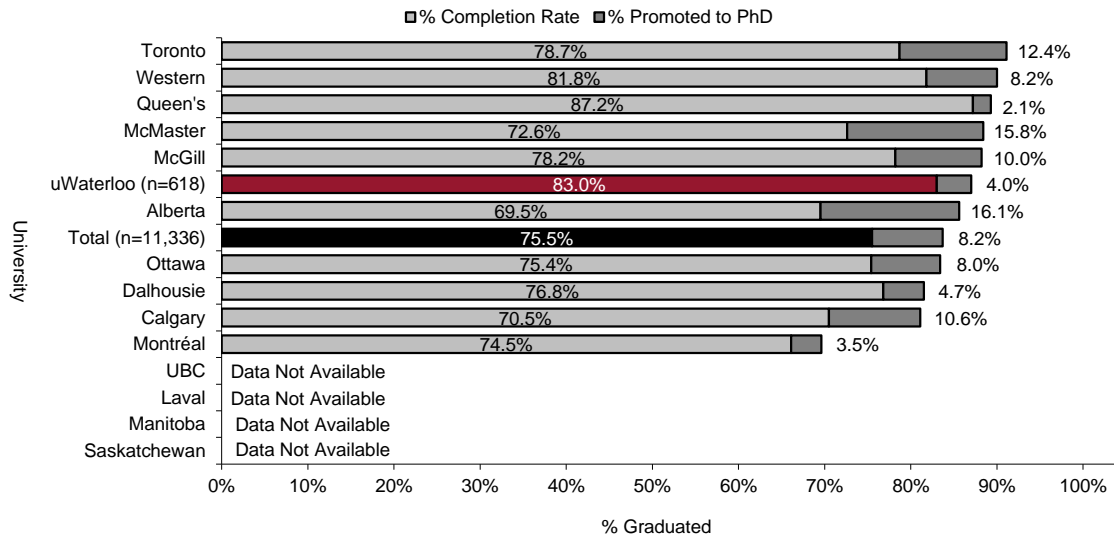 % Completion Rate % Promoted to PhD
Toronto 78.7% 12.4%
Western 81.8% 8.2%
Queen's 87.2% 2.1%
McMaster 72.6% 15.8%
McGill 78.2% 10.0%
uWaterloo (n=618) 83.0% 4.0%
Alberta 69.5% 16.1%
Total (n=11,336) 75.5% 8.2%
Ottawa 75.4% 8.0%
Dalhousie 76.8% 4.7%
Calgary 70.5% 10.6%
Montréal 74.5% 3.5%
UBC Data Not Available
Laval Data Not Available
Manitoba Data Not Available
Saskatchewan Data Not Available
University
0% 10% 20% 30% 40% 50% 60% 70% 80% 90% 100%
% Graduated